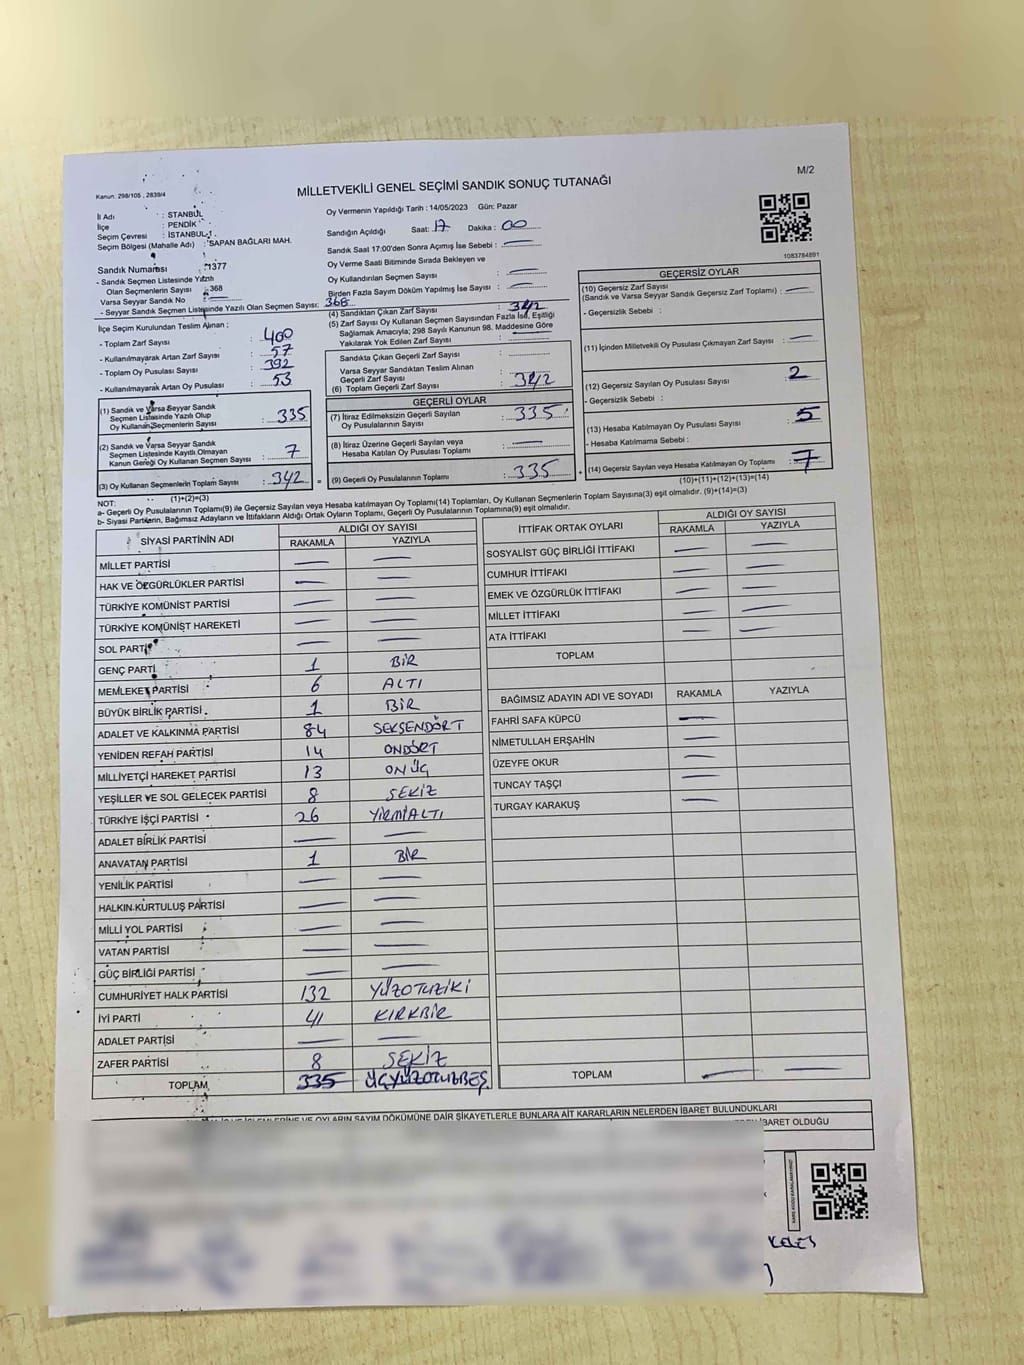 Kanun. 298/105 , 2839/4
MİLLETVEKİLİ GENEL SEÇİMİ SANDIK SONUÇ TUTANAĞI
M/2
İl Adı : STANBUL
İlçe : PENDİK
Seçim Çevresi : İSTANBUL-1
Seçim Bölgesi (Mahalle Adı) : SAPAN BAĞLARI MAH.
Sandık Numarası : 1377
- Sandık Seçmen Listesinde Yazılı
Olan Seçmenlerin Sayısı : 368
Varsa Seyyar Sandık No :
- Seyyar Sandık Seçmen Listesinde Yazılı Olan Seçmen Sayısı: 368
Oy Vermenin Yapıldığı Tarih : 14/05/2023 Gün: Pazar
Sandığın Açıldığı Saat: 17 Dakika : 00
Sandık Saat 17:00'den Sonra Açılmış İse Sebebi : —
Oy Verme Saati Bitiminde Sırada Bekleyen ve
Oy Kullandırılan Seçmen Sayısı : —
Birden Fazla Sayım Döküm Yapılmış İse Sayısı : —
1083784891
İlçe Seçim Kurulundan Teslim Alınan ;
- Toplam Zarf Sayısı : 400
- Kullanılmayarak Artan Zarf Sayısı : 57
- Toplam Oy Pusulası Sayısı : 392
- Kullanılmayarak Artan Oy Pusulası : 53
(1) Sandık ve Varsa Seyyar Sandık
Seçmen Listesinde Yazılı Olup
Oy Kullanan Seçmenlerin Sayısı : 335
(2) Sandık ve Varsa Seyyar Sandık
Seçmen Listesinde Kayıtlı Olmayan
Kanun Gereği Oy Kullanan Seçmen Sayısı : 7
(3) Oy Kullanan Seçmenlerin Toplam Sayısı : 342 =
(1)+(2)=(3)
(4) Sandıktan Çıkan Zarf Sayısı : 342
(5) Zarf Sayısı Oy Kullanan Seçmen Sayısından Fazla İse, Eşitliği
Sağlamak Amacıyla; 298 Sayılı Kanunun 98. Maddesine Göre
Yakılarak Yok Edilen Zarf Sayısı : —
Sandıkta Çıkan Geçerli Zarf Sayısı :
Varsa Seyyar Sandıktan Teslim Alınan
Geçerli Zarf Sayısı :
(6) Toplam Geçerli Zarf Sayısı : 342
GEÇERLİ OYLAR
(7) İtiraz Edilmeksizin Geçerli Sayılan
Oy Pusulalarının Sayısı : 335
(8) İtiraz Üzerine Geçerli Sayılan veya
Hesaba Katılan Oy Pusulası Toplamı : —
(9) Geçerli Oy Pusulalarının Toplamı : 335 +
GEÇERSİZ OYLAR
(10) Geçersiz Zarf Sayısı
(Sandık ve Varsa Seyyar Sandık Geçersiz Zarf Toplamı) : —
- Geçersizlik Sebebi :
(11) İçinden Milletvekili Oy Pusulası Çıkmayan Zarf Sayısı : —
(12) Geçersiz Sayılan Oy Pusulası Sayısı : 2
- Geçersizlik Sebebi :
(13) Hesaba Katılmayan Oy Pusulası Sayısı : 5
- Hesaba Katılmama Sebebi :
(14) Geçersiz Sayılan veya Hesaba Katılmayan Oy Toplamı : 7
(10)+(11)+(12)+(13)=(14)
NOT:
a- Geçerli Oy Pusulalarının Toplamı(9) ile Geçersiz Sayılan veya Hesaba katılmayan Oy Toplamı(14) Toplamları, Oy Kullanan Seçmenlerin Toplam Sayısına(3) eşit olmalıdır. (9)+(14)=(3)
b- Siyasi Partilerin, Bağımsız Adayların ve İttifakların Aldığı Ortak Oyların Toplamı, Geçerli Oy Pusulalarının Toplamına(9) eşit olmalıdır.
SİYASİ PARTİNİN ADI ALDIĞI OY SAYISI
RAKAMLA YAZIYLA
MİLLET PARTİSİ — —
HAK VE ÖZGÜRLÜKLER PARTİSİ — —
TÜRKİYE KOMÜNİST PARTİSİ — —
TÜRKİYE KOMÜNİST HAREKETİ — —
SOL PARTİ — —
GENÇ PARTİ 1 BİR
MEMLEKET PARTİSİ 6 ALTI
BÜYÜK BİRLİK PARTİSİ 1 BİR
ADALET VE KALKINMA PARTİSİ 84 SEKSENDÖRT
YENİDEN REFAH PARTİSİ 14 ONDÖRT
MİLLİYETÇİ HAREKET PARTİSİ 13 ONÜÇ
YEŞİLLER VE SOL GELECEK PARTİSİ 8 SEKİZ
TÜRKİYE İŞÇİ PARTİSİ 26 YİRMİALTI
ADALET BİRLİK PARTİSİ — —
ANAVATAN PARTİSİ 1 BİR
YENİLİK PARTİSİ — —
HALKIN KURTULUŞ PARTİSİ — —
MİLLİ YOL PARTİSİ — —
VATAN PARTİSİ — —
GÜÇ BİRLİĞİ PARTİSİ — —
CUMHURİYET HALK PARTİSİ 132 YÜZOTUZİKİ
İYİ PARTİ 41 KIRKBİR
ADALET PARTİSİ — —
ZAFER PARTİSİ 8 SEKİZ
TOPLAM 335 ÜÇYÜZOTUZBEŞ
İTTİFAK ORTAK OYLARI ALDIĞI OY SAYISI
RAKAMLA YAZIYLA
SOSYALİST GÜÇ BİRLİĞİ İTTİFAKI — —
CUMHUR İTTİFAKI — —
EMEK VE ÖZGÜRLÜK İTTİFAKI — —
MİLLET İTTİFAKI — —
ATA İTTİFAKI — —
TOPLAM
BAĞIMSIZ ADAYIN ADI VE SOYADI RAKAMLA YAZIYLA
FAHRİ SAFA KÜPCÜ —
NİMETULLAH ERŞAHİN —
ÜZEYFE OKUR —
TUNCAY TAŞÇI —
TURGAY KARAKUŞ —
TOPLAM — —
İŞLEMLERİNE VE OYLARIN SAYIM DÖKÜMÜNE DAİR ŞİKAYETLERLE BUNLARA AİT KARARLARIN NELERDEN İBARET BULUNDUKLARI
İBARET OLDUĞU
KELEŞ